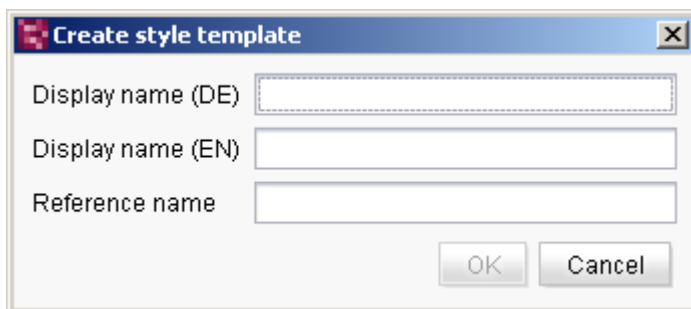 Create style template
Display name (DE)
Display name (EN)
Reference name
OK Cancel